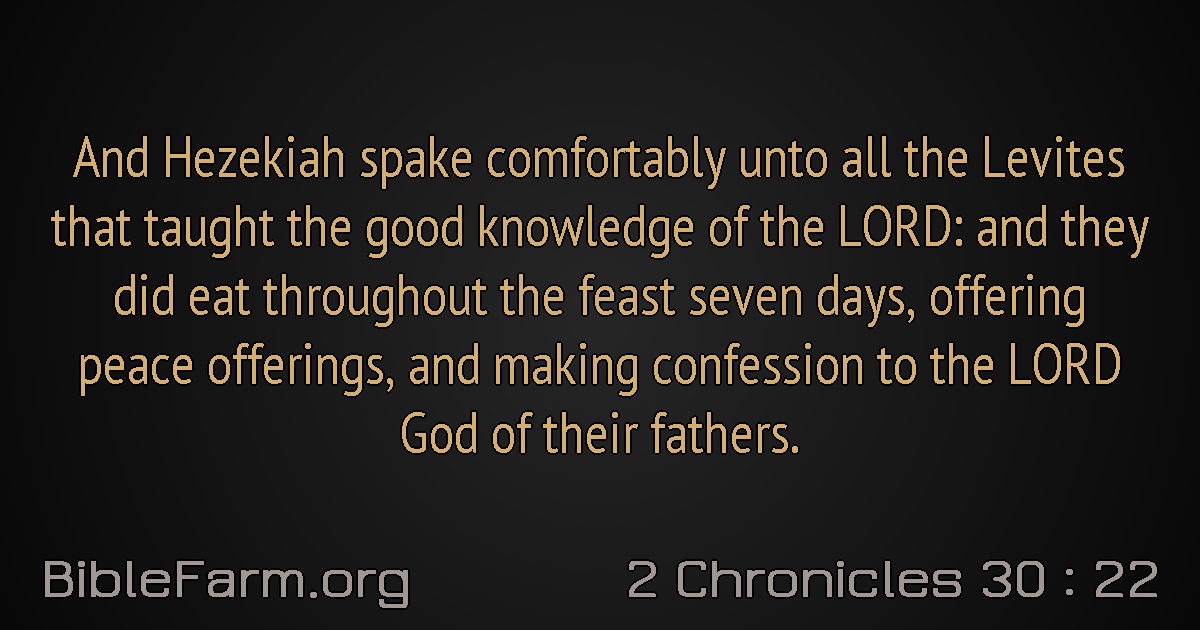 And Hezekiah spake comfortably unto all the Levites
that taught the good knowledge of the LORD: and they
did eat throughout the feast seven days, offering
peace offerings, and making confession to the LORD
God of their fathers.
BibleFarm.org
2 Chronicles 30 : 22